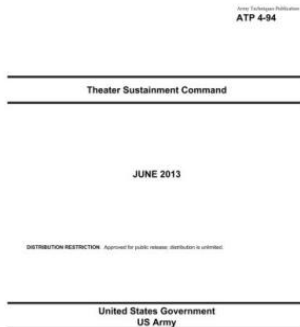 Army Techniques Publication
ATP 4-94
Theater Sustainment Command
JUNE 2013
DISTRIBUTION RESTRICTION: Approved for public release: distribution is unlimited.
United States Government
US Army